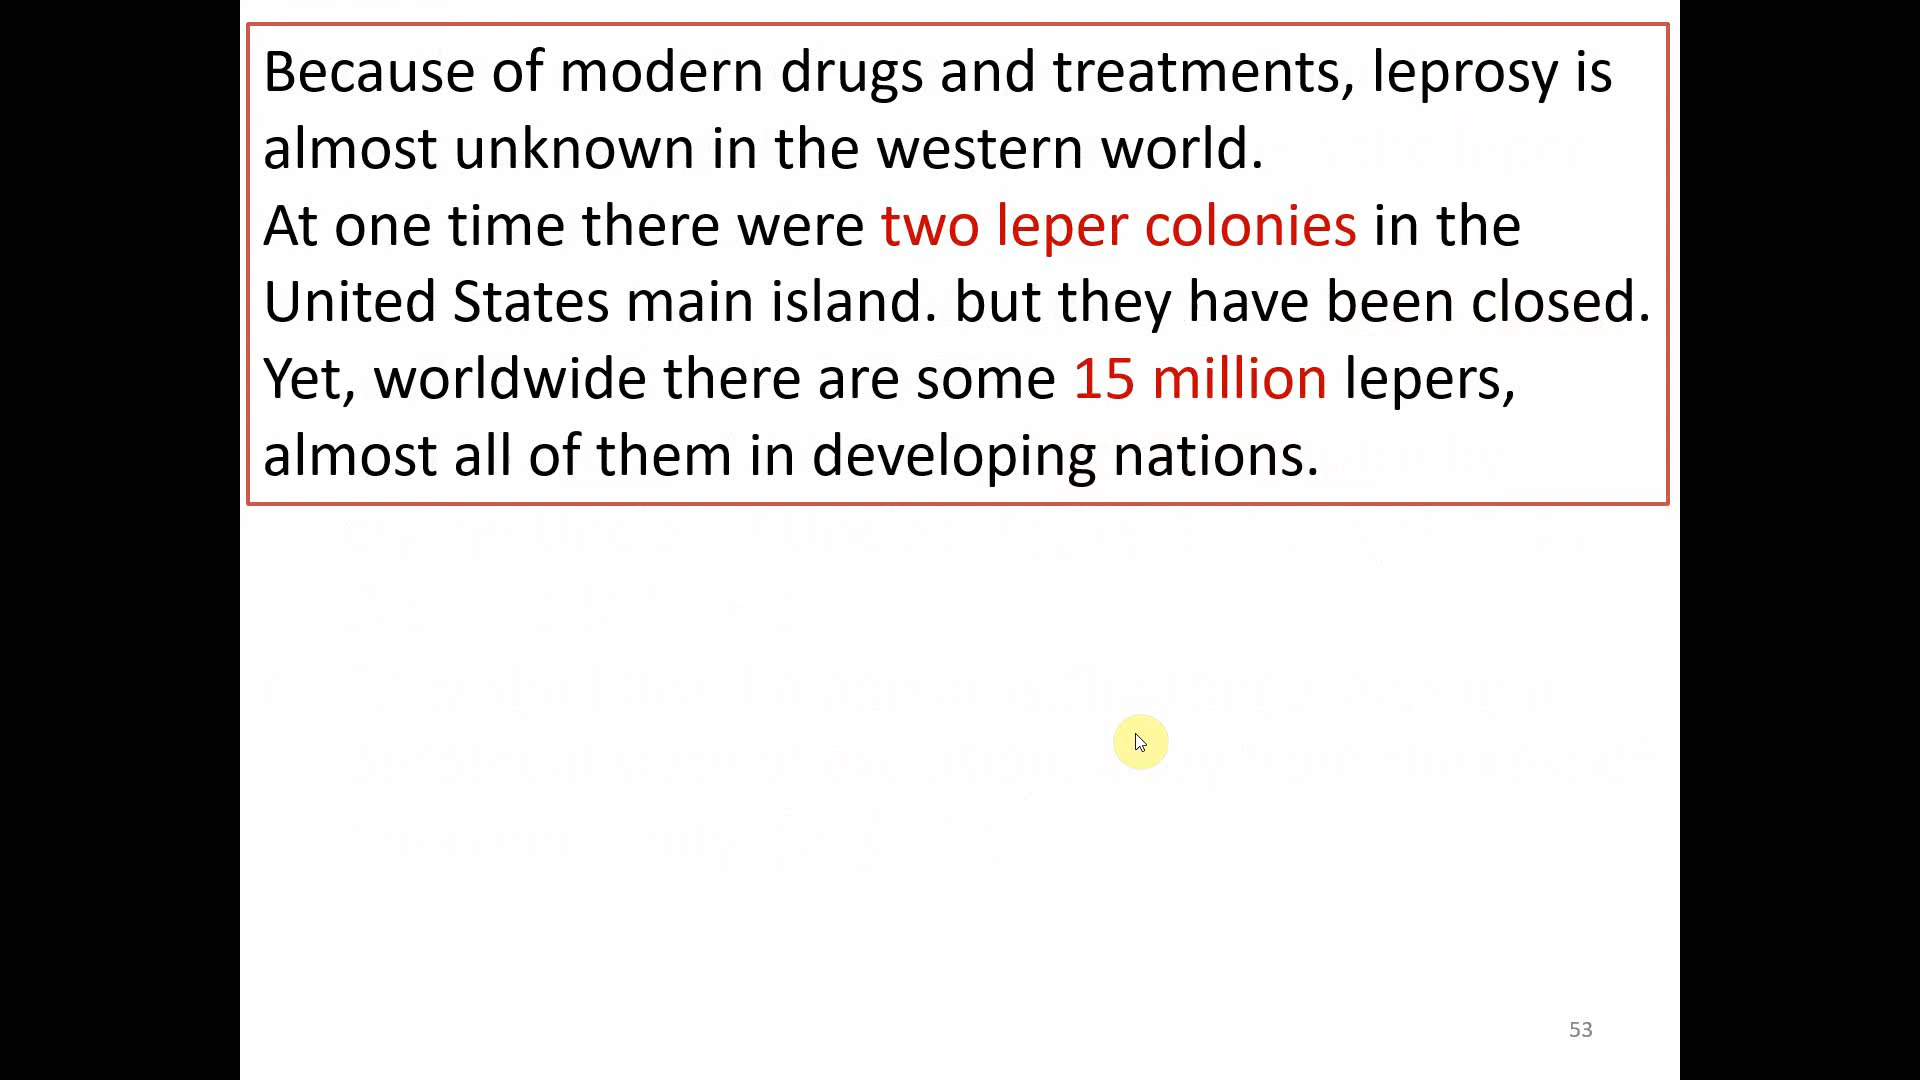 Because of modern drugs and treatments, leprosy is
almost unknown in the western world.
At one time there were two leper colonies in the
United States main island. but they have been closed.
Yet, worldwide there are some 15 million lepers,
almost all of them in developing nations.
53